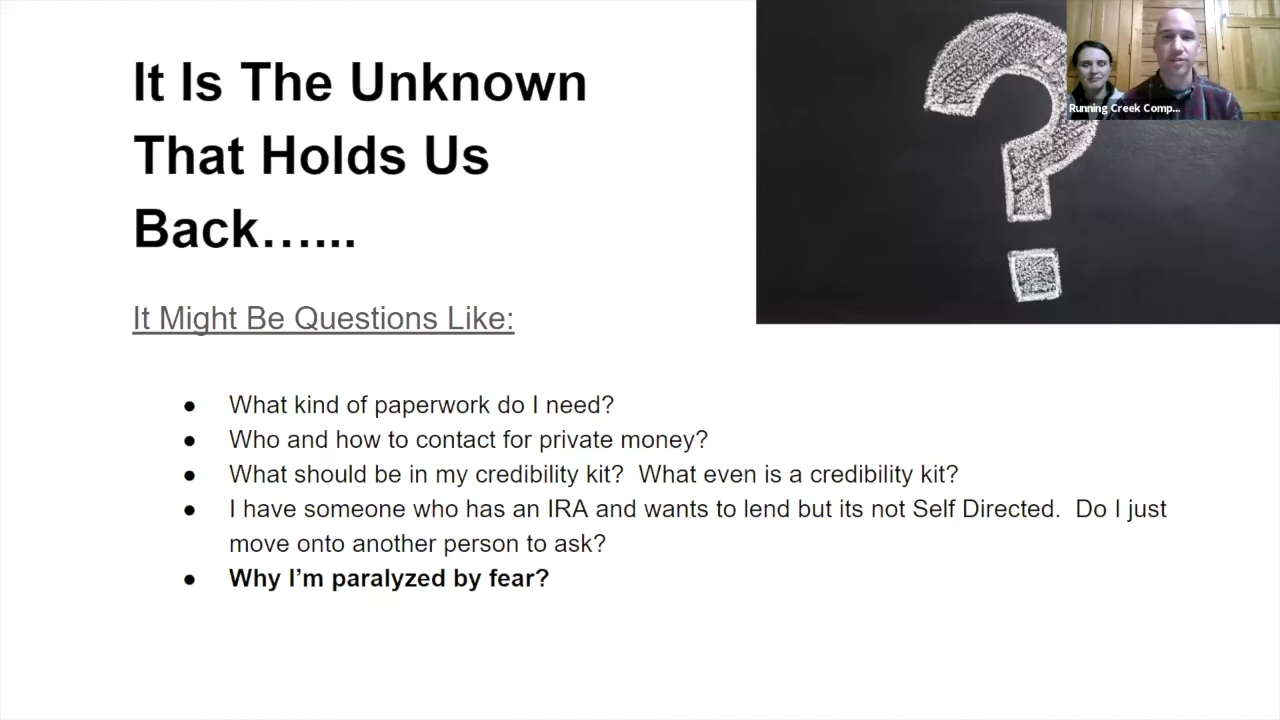 It Is The Unknown
That Holds Us
Back…...
It Might Be Questions Like:
● What kind of paperwork do I need?
● Who and how to contact for private money?
● What should be in my credibility kit?  What even is a credibility kit?
● I have someone who has an IRA and wants to lend but its not Self Directed.  Do I just
move onto another person to ask?
● Why I’m paralyzed by fear?
Running Creek Comp...